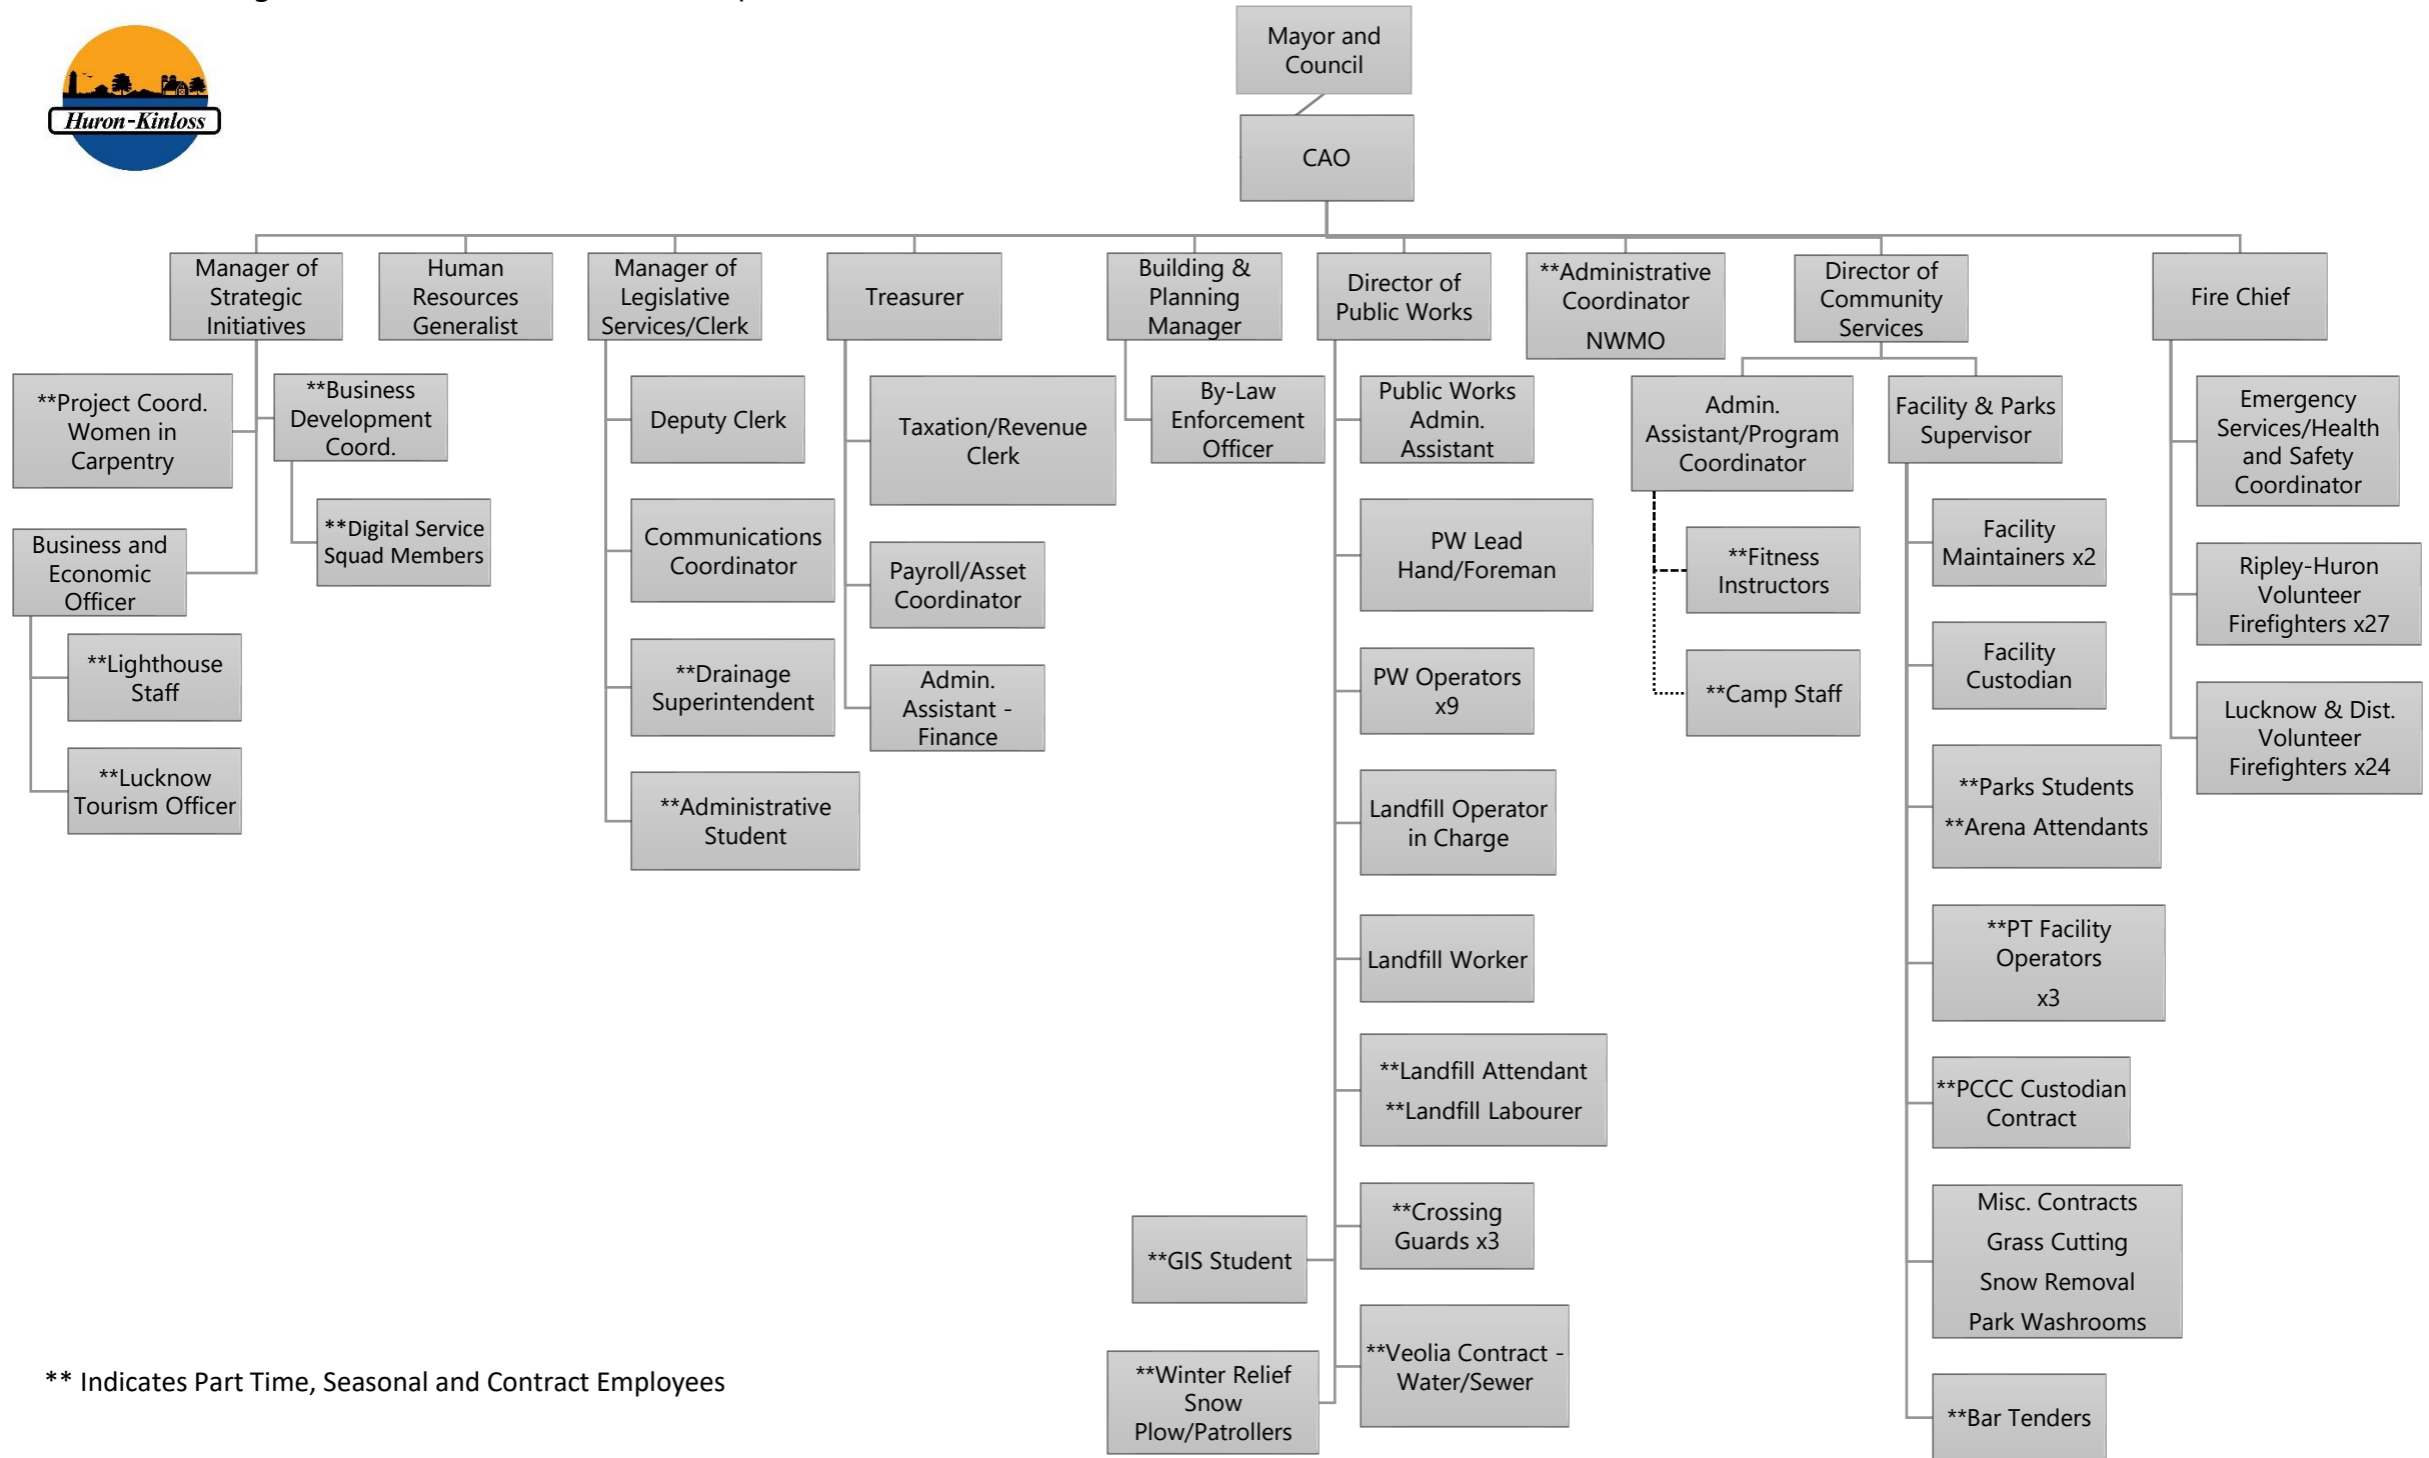 Huron-Kinloss
Mayor and
Council
CAO
Manager of
Strategic
Initiatives
Human
Resources
Generalist
Manager of
Legislative
Services/Clerk
Treasurer
Building &
Planning
Manager
Director of
Public Works
**Administrative
Coordinator
NWMO
Director of
Community
Services
Fire Chief
**Project Coord.
Women in
Carpentry
**Business
Development
Coord.
**Digital Service
Squad Members
Business and
Economic
Officer
**Lighthouse
Staff
**Lucknow
Tourism Officer
Deputy Clerk
Communications
Coordinator
**Drainage
Superintendent
**Administrative
Student
Taxation/Revenue
Clerk
Payroll/Asset
Coordinator
Admin.
Assistant -
Finance
By-Law
Enforcement
Officer
Public Works
Admin.
Assistant
PW Lead
Hand/Foreman
PW Operators
x9
Landfill Operator
in Charge
Landfill Worker
**Landfill Attendant
**Landfill Labourer
**Crossing
Guards x3
**GIS Student
**Veolia Contract -
Water/Sewer
**Winter Relief
Snow
Plow/Patrollers
Admin.
Assistant/Program
Coordinator
**Fitness
Instructors
**Camp Staff
Facility & Parks
Supervisor
Facility
Maintainers x2
Facility
Custodian
**Parks Students
**Arena Attendants
**PT Facility
Operators
x3
**PCCC Custodian
Contract
Misc. Contracts
Grass Cutting
Snow Removal
Park Washrooms
**Bar Tenders
Emergency
Services/Health
and Safety
Coordinator
Ripley-Huron
Volunteer
Firefighters x27
Lucknow & Dist.
Volunteer
Firefighters x24
** Indicates Part Time, Seasonal and Contract Employees